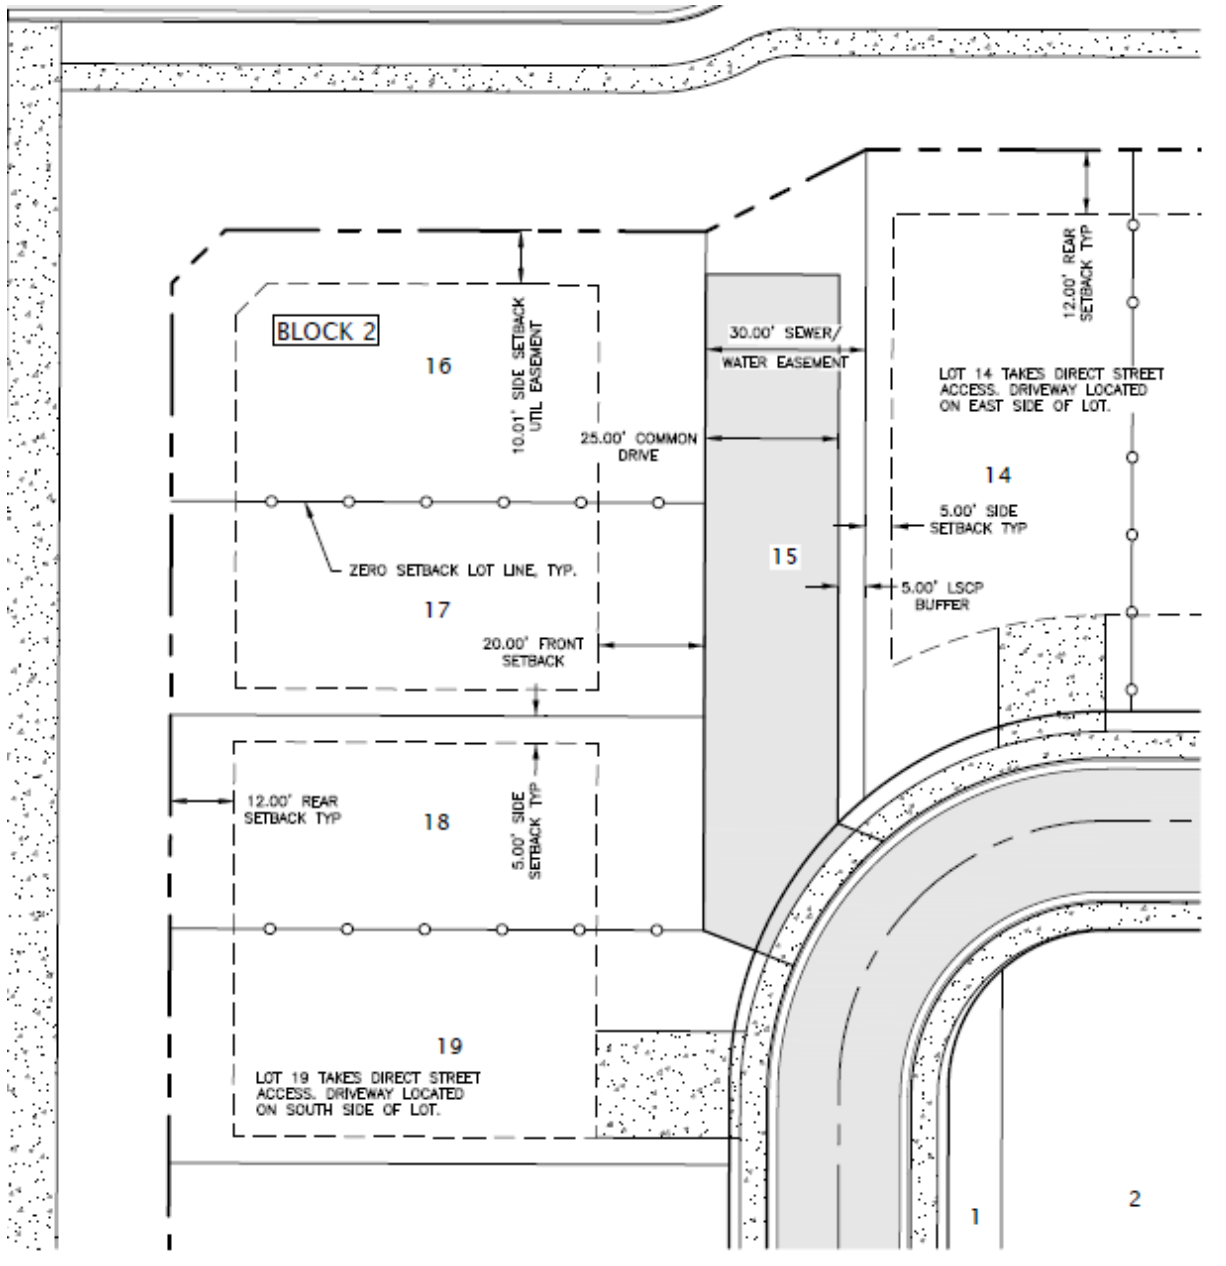 BLOCK 2
16
10.01' SIDE SETBACK
UTIL EASEMENT
30.00' SEWER/
WATER EASEMENT
12.00' REAR
SETBACK TYP
LOT 14 TAKES DIRECT STREET
ACCESS. DRIVEWAY LOCATED
ON EAST SIDE OF LOT.
25.00' COMMON
DRIVE
14
5.00' SIDE
SETBACK TYP
15
ZERO SETBACK LOT LINE, TYP.
5.00' LSCP
BUFFER
17
20.00' FRONT
SETBACK
12.00' REAR
SETBACK TYP
18
5.00' SIDE
SETBACK TYP
19
LOT 19 TAKES DIRECT STREET
ACCESS. DRIVEWAY LOCATED
ON SOUTH SIDE OF LOT.
1
2